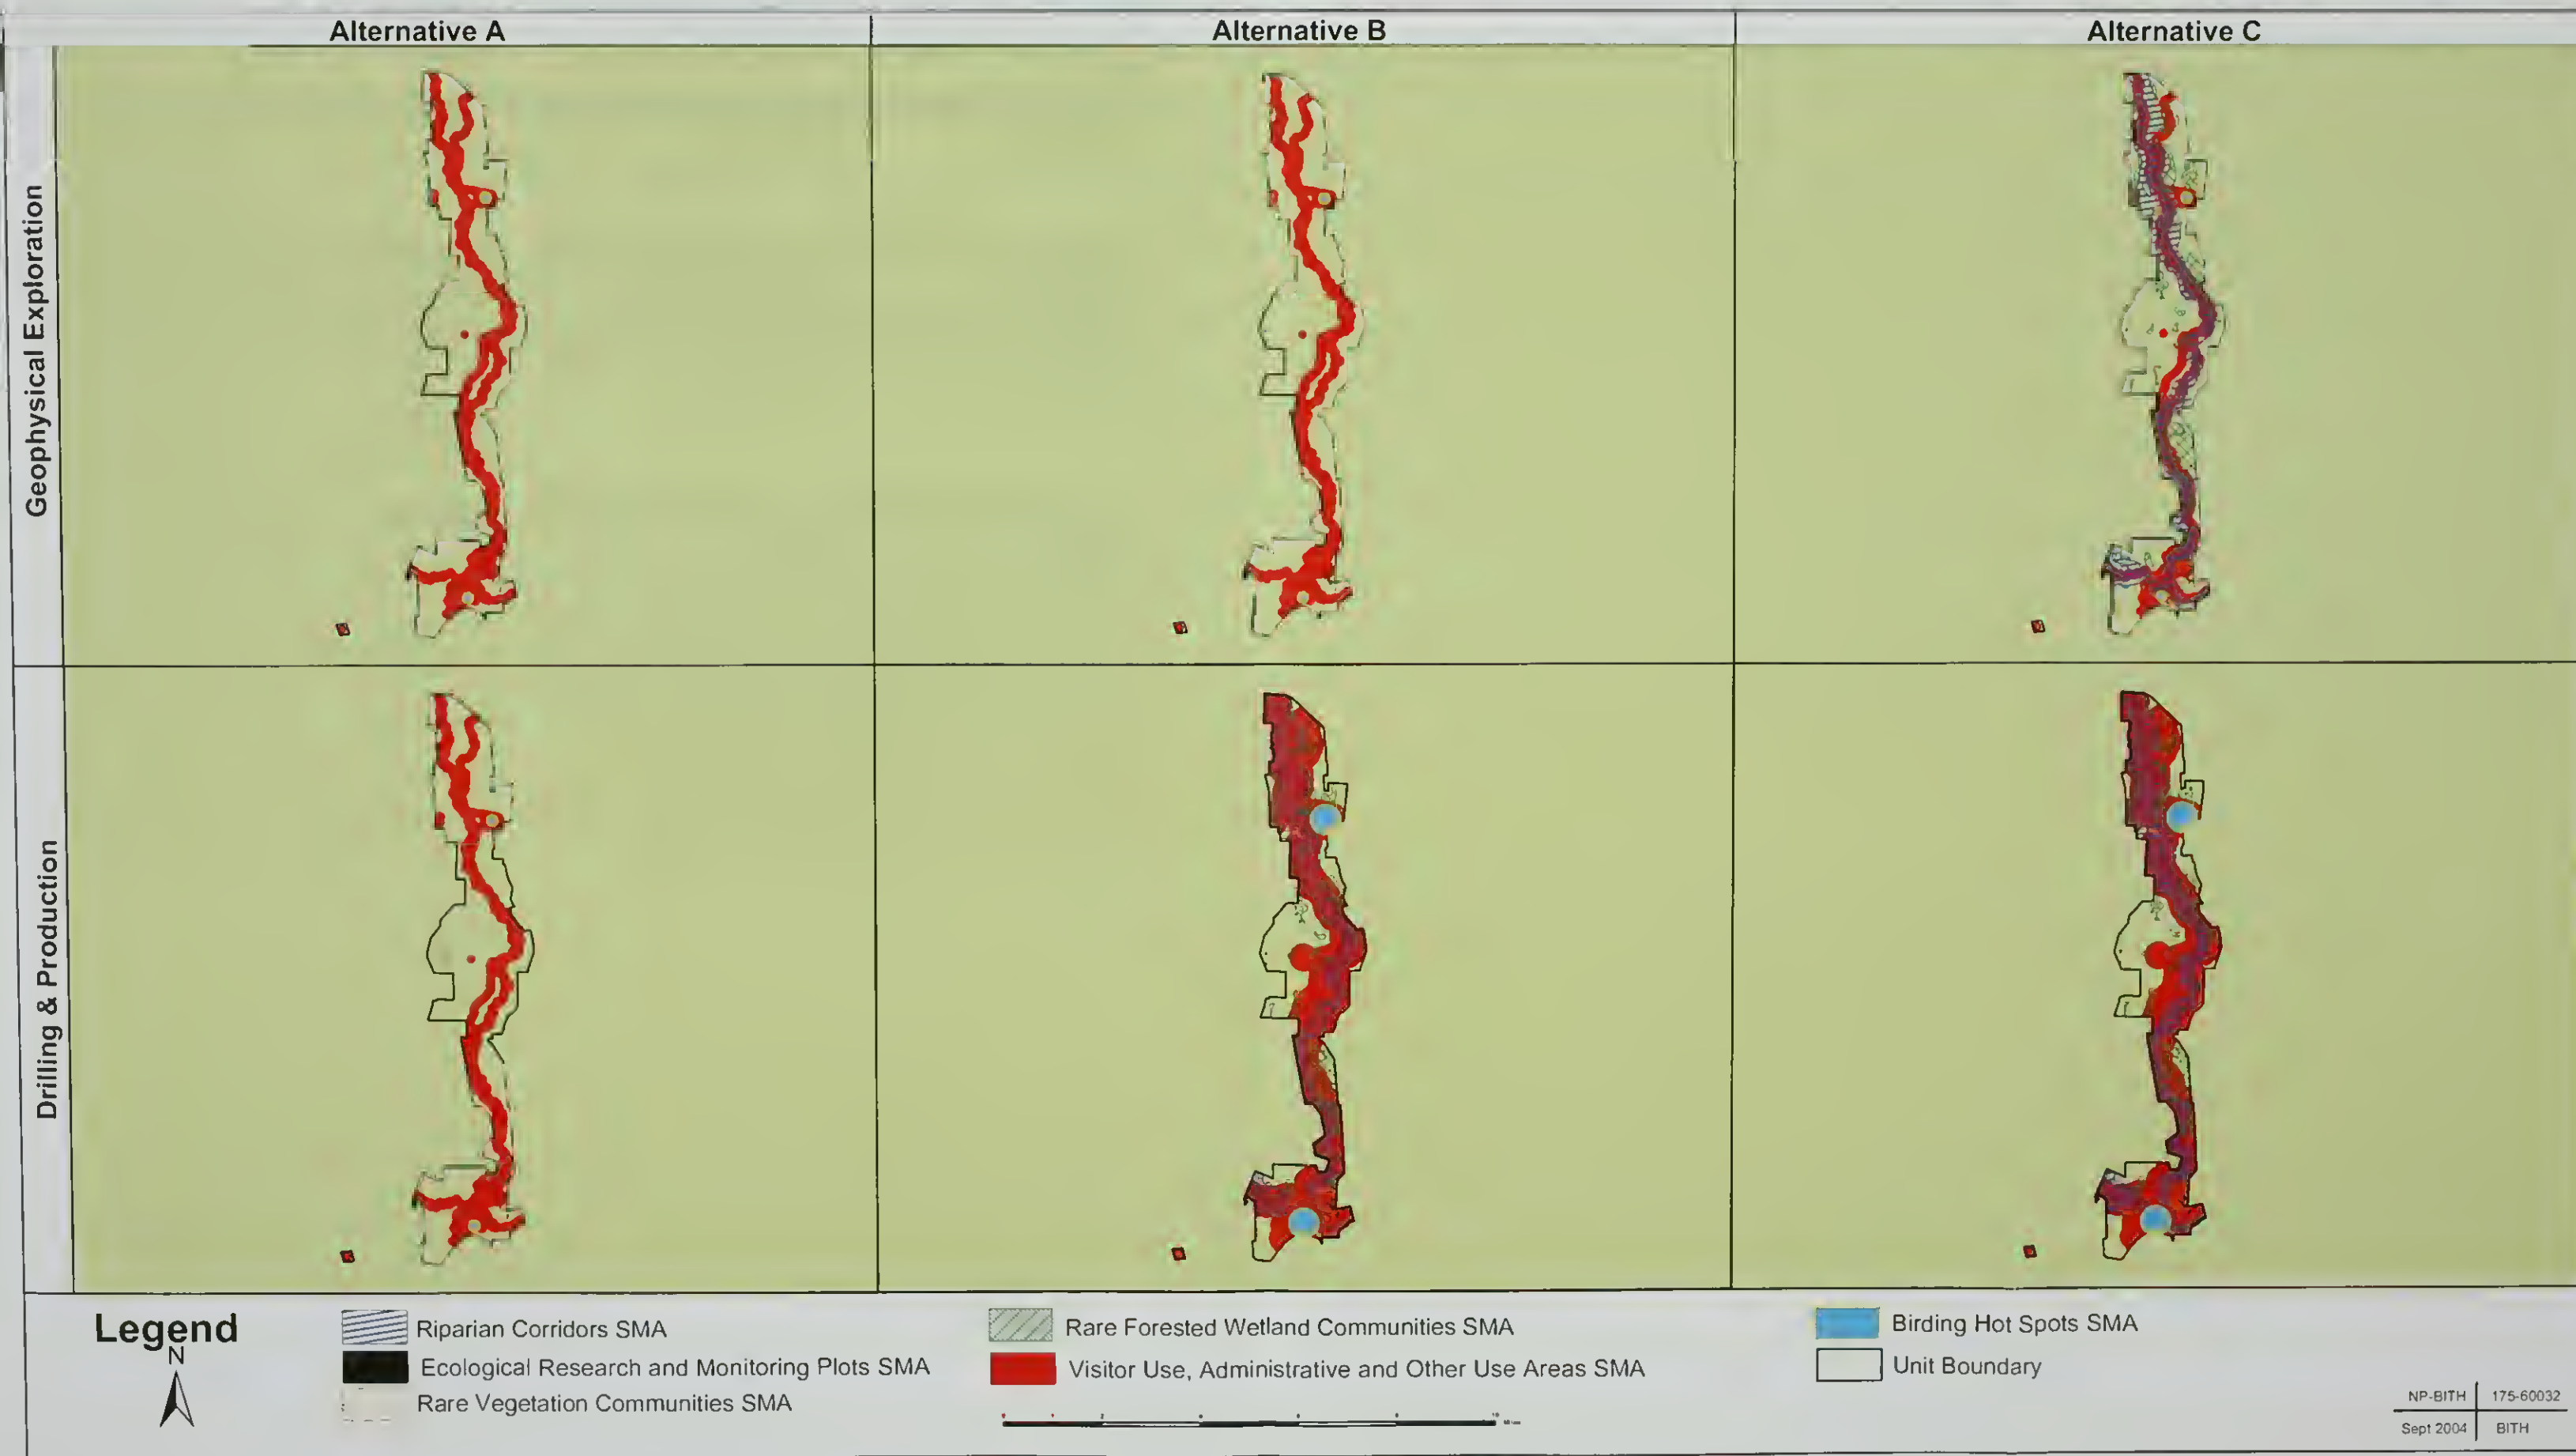 Alternative A
Alternative B
Alternative C
Geophysical Exploration
Drilling & Production
Legend
N
Riparian Corridors SMA
Ecological Research and Monitoring Plots SMA
Rare Vegetation Communities SMA
Rare Forested Wetland Communities SMA
Visitor Use, Administrative and Other Use Areas SMA
Birding Hot Spots SMA
Unit Boundary
NP-BITH 175-60032
Sept 2004 BITH